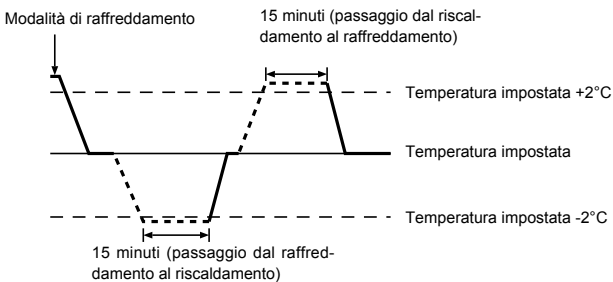 Modalità di raffreddamento
15 minuti (passaggio dal riscal-
damento al raffreddamento)
Temperatura impostata +2°C
Temperatura impostata
Temperatura impostata -2°C
15 minuti (passaggio dal raffred-
damento al riscaldamento)